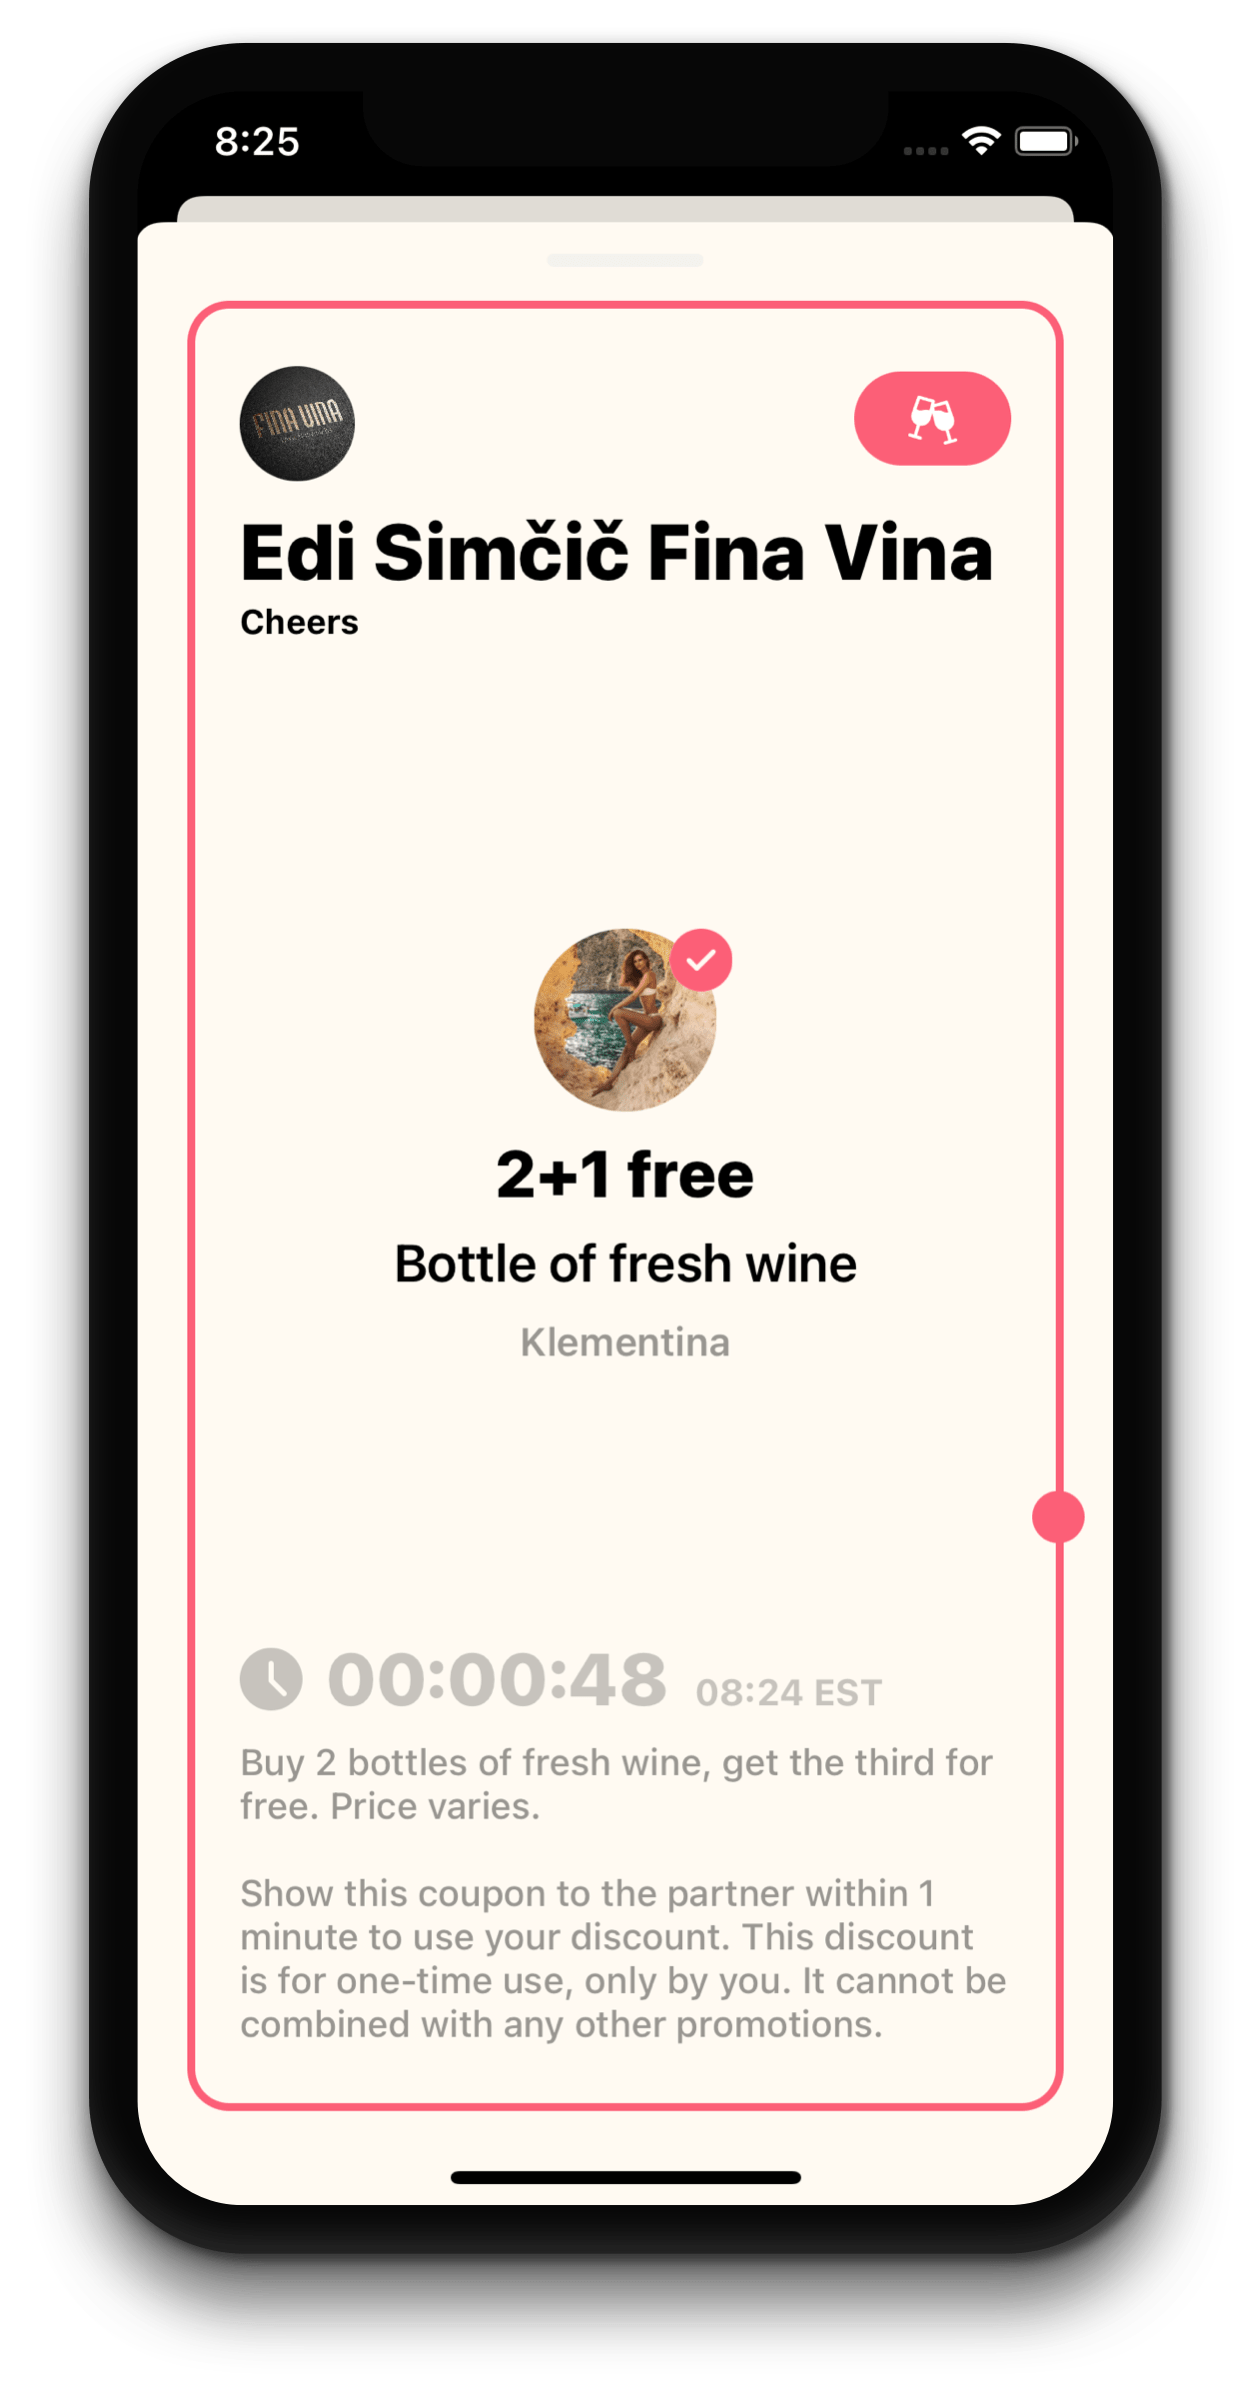 8:25
FINA VINA
Edi Simčič Fina Vina
Cheers
2+1 free
Bottle of fresh wine
Klementina
00:00:48 08:24 EST
Buy 2 bottles of fresh wine, get the third for
free. Price varies.
Show this coupon to the partner within 1
minute to use your discount. This discount
is for one-time use, only by you. It cannot be
combined with any other promotions.